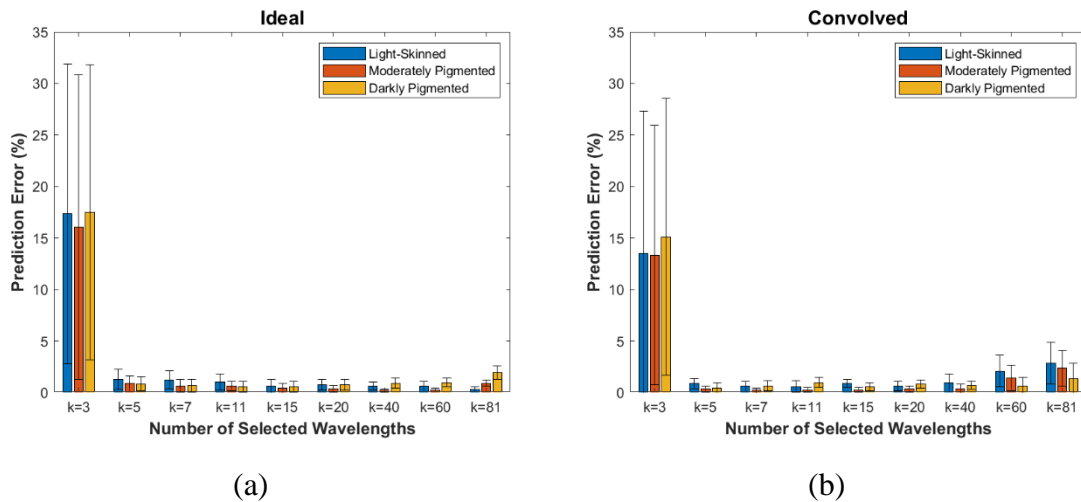 Ideal
Prediction Error (%)
35
30
25
20
15
10
5
0
Light-Skinned
Moderately Pigmented
Darkly Pigmented
k=3 k=5 k=7 k=11 k=15 k=20 k=40 k=60 k=81
Number of Selected Wavelengths
(a)
Convolved
Prediction Error (%)
35
30
25
20
15
10
5
0
Light-Skinned
Moderately Pigmented
Darkly Pigmented
k=3 k=5 k=7 k=11 k=15 k=20 k=40 k=60 k=81
Number of Selected Wavelengths
(b)